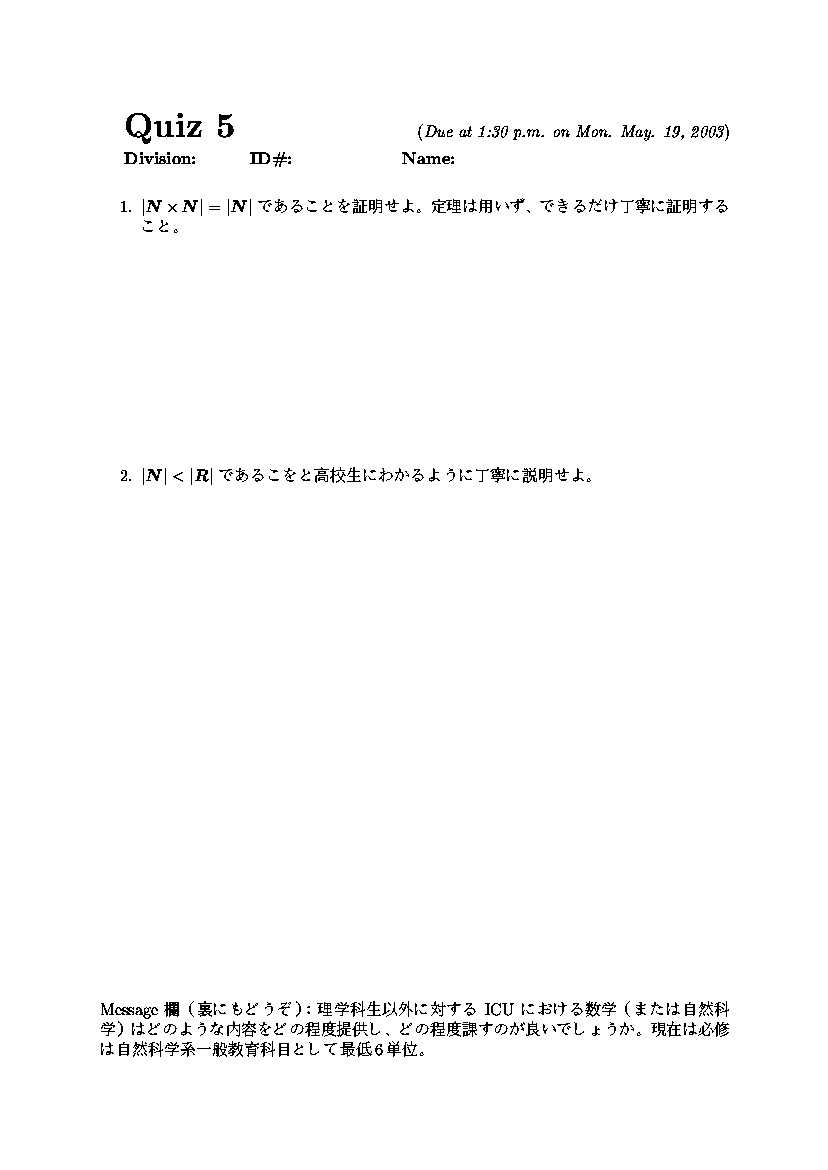 Quiz 5 (Due at 1:30 p.m. on Mon. May. 19, 2003)
Division: ID#: Name:
1. |N × N| = |N| であることを証明せよ。定理は用いず、できるだけ丁寧に証明する
こと。
2. |N| < |R| であるこをと高校生にわかるように丁寧に説明せよ。
Message 欄（裏にもどうぞ）：理学科生以外に対する ICU における数学（または自然科
学）はどのような内容をどの程度提供し、どの程度課すのが良いでしょうか。現在は必修
は自然科学系一般教育科目として最低6単位。